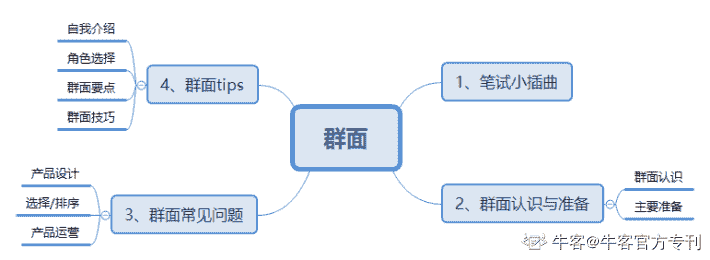 群面
1、笔试小插曲
2、群面认识与准备
群面认识
主要准备
3、群面常见问题
产品设计
选择/排序
产品运营
4、群面tips
自我介绍
角色选择
群面要点
群面技巧
牛客@牛客官方专刊